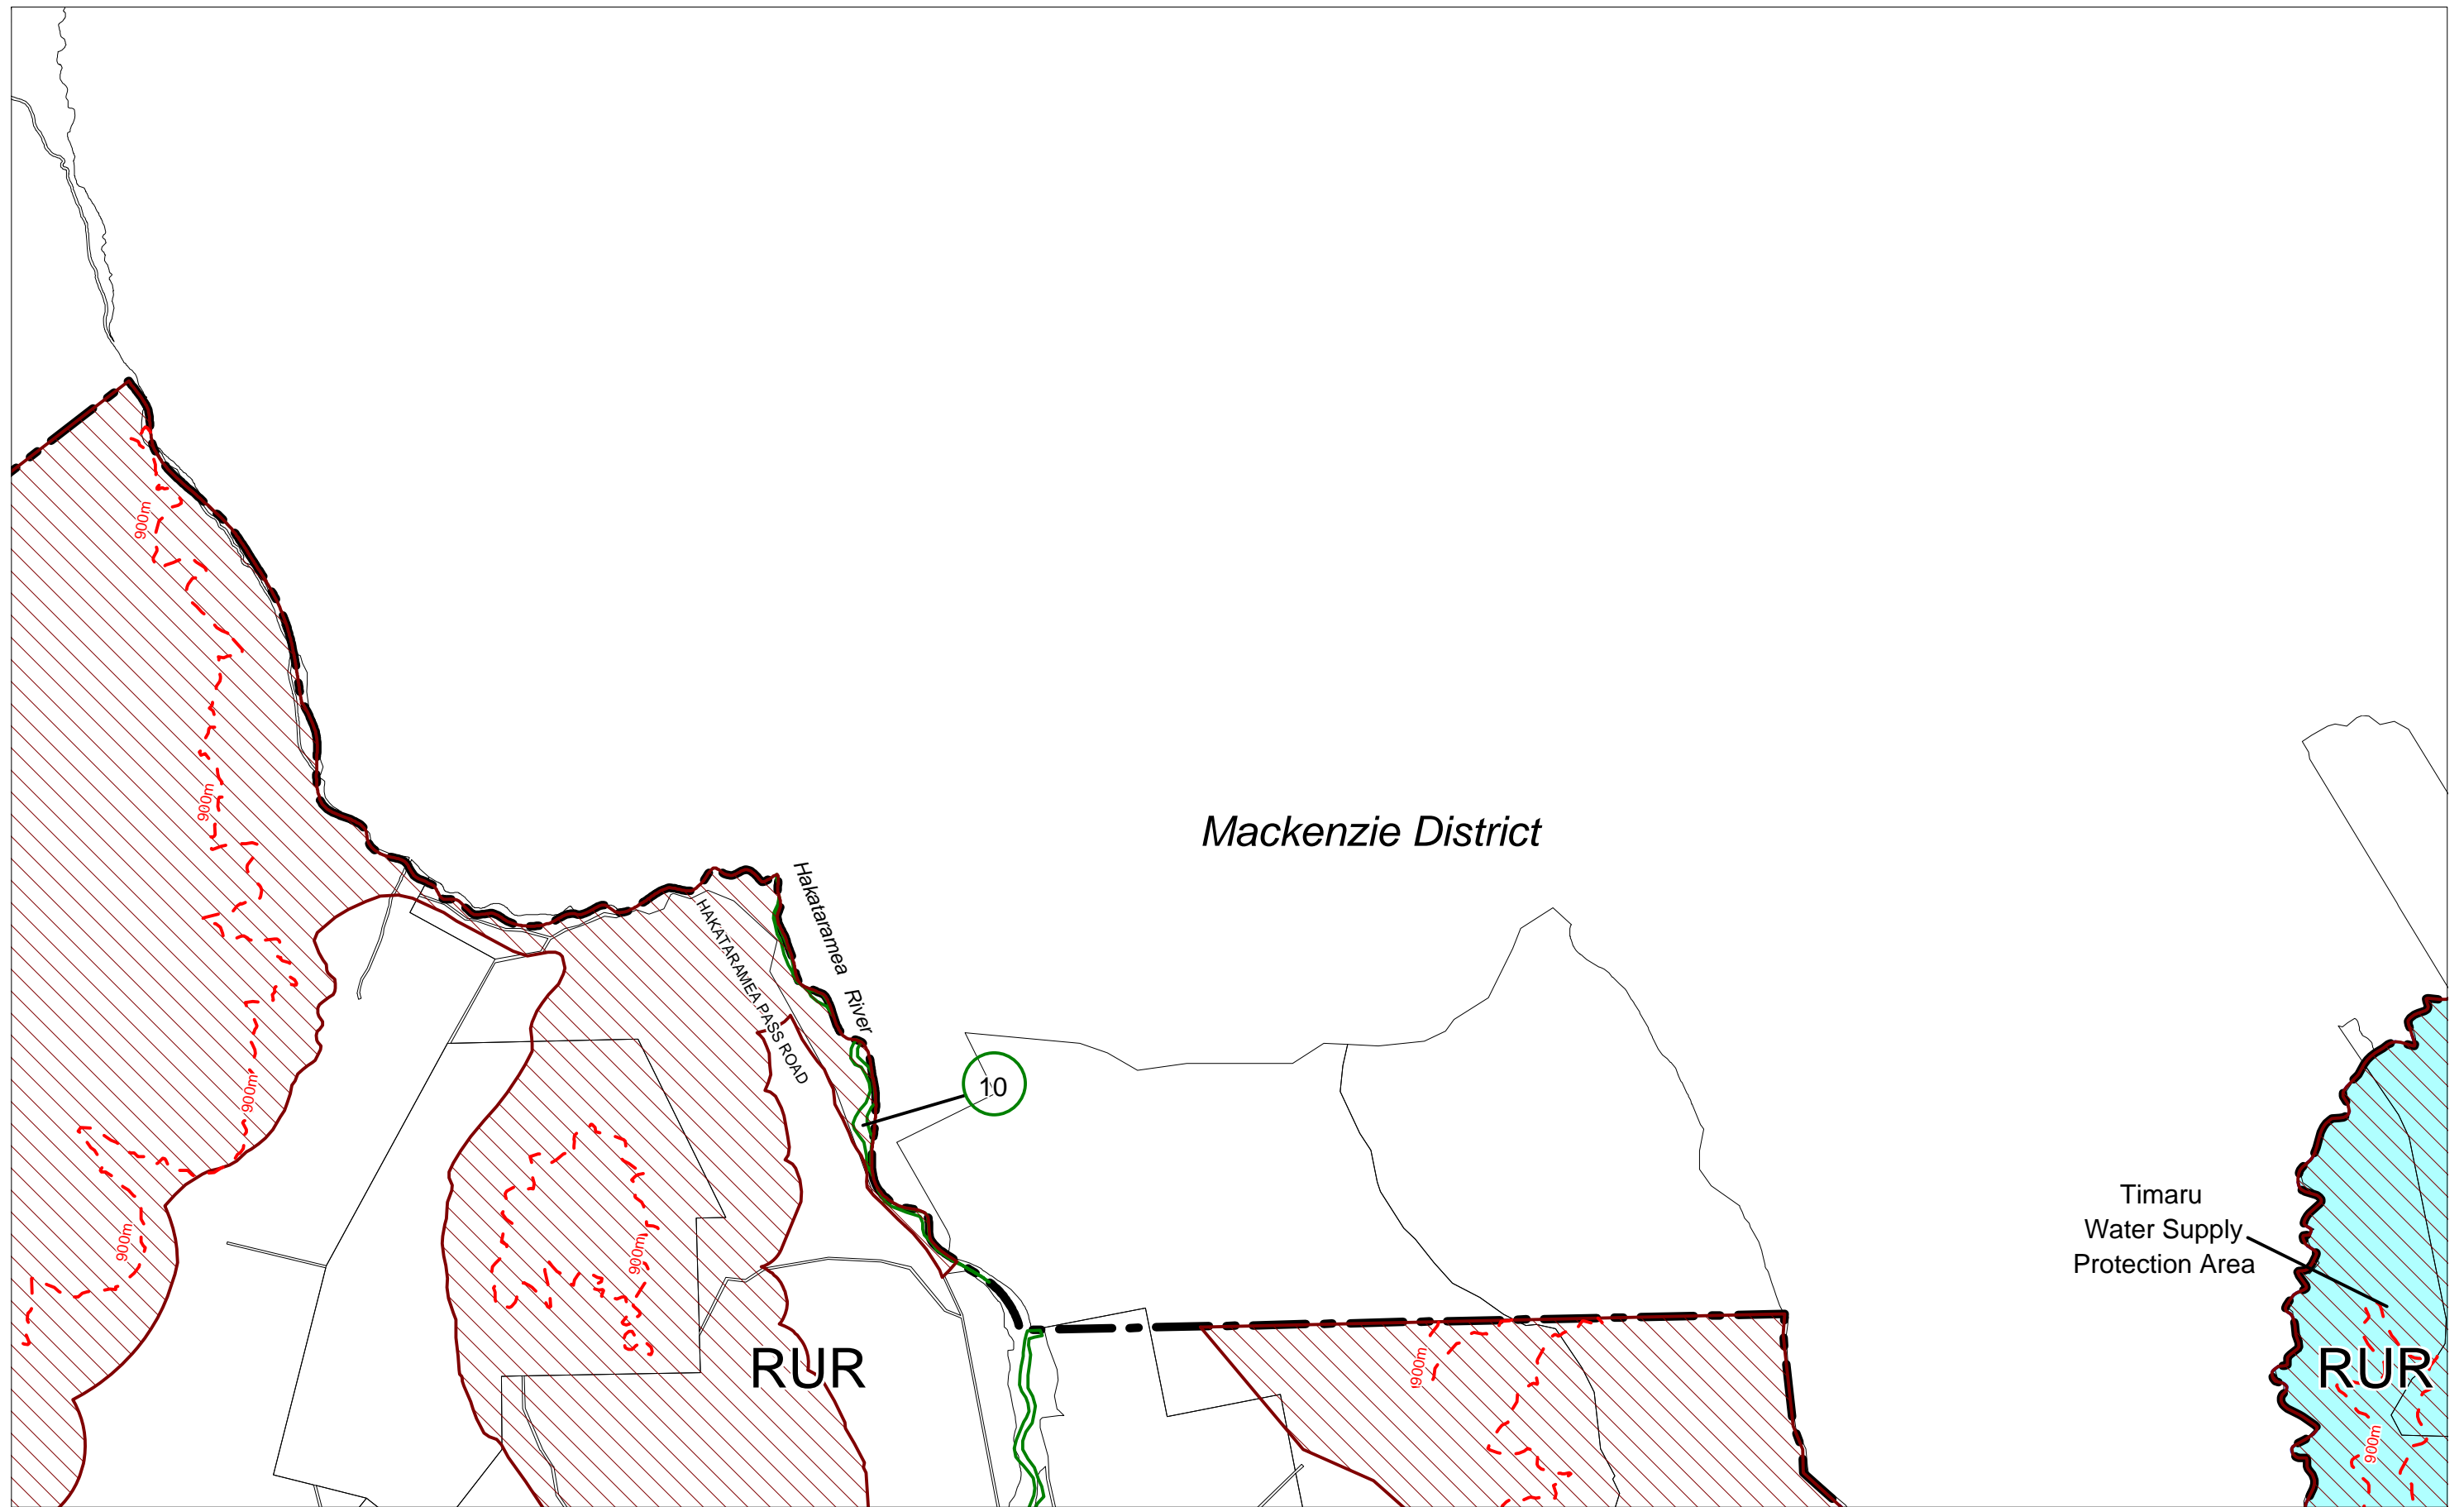 900m
900m
Mackenzie District
Hakataramea River
HAKATARAMEA PASS ROAD
10
900m
Timaru
Water Supply
Protection Area
900m
900m
RUR
900m
RUR
900m